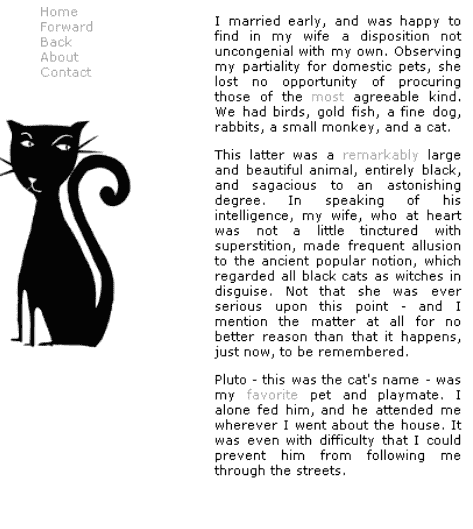 Home
Forward
Back
About
Contact
I married early, and was happy to
find in my wife a disposition not
uncongenial with my own. Observing
my partiality for domestic pets, she
lost no opportunity of procuring
those of the most agreeable kind.
We had birds, gold fish, a fine dog,
rabbits, a small monkey, and a cat.
This latter was a remarkably large
and beautiful animal, entirely black,
and sagacious to an astonishing
degree. In speaking of his
intelligence, my wife, who at heart
was not a little tinctured with
superstition, made frequent allusion
to the ancient popular notion, which
regarded all black cats as witches in
disguise. Not that she was ever
serious upon this point - and I
mention the matter at all for no
better reason than that it happens,
just now, to be remembered.
Pluto - this was the cat's name - was
my favorite pet and playmate. I
alone fed him, and he attended me
wherever I went about the house. It
was even with difficulty that I could
prevent him from following me
through the streets.